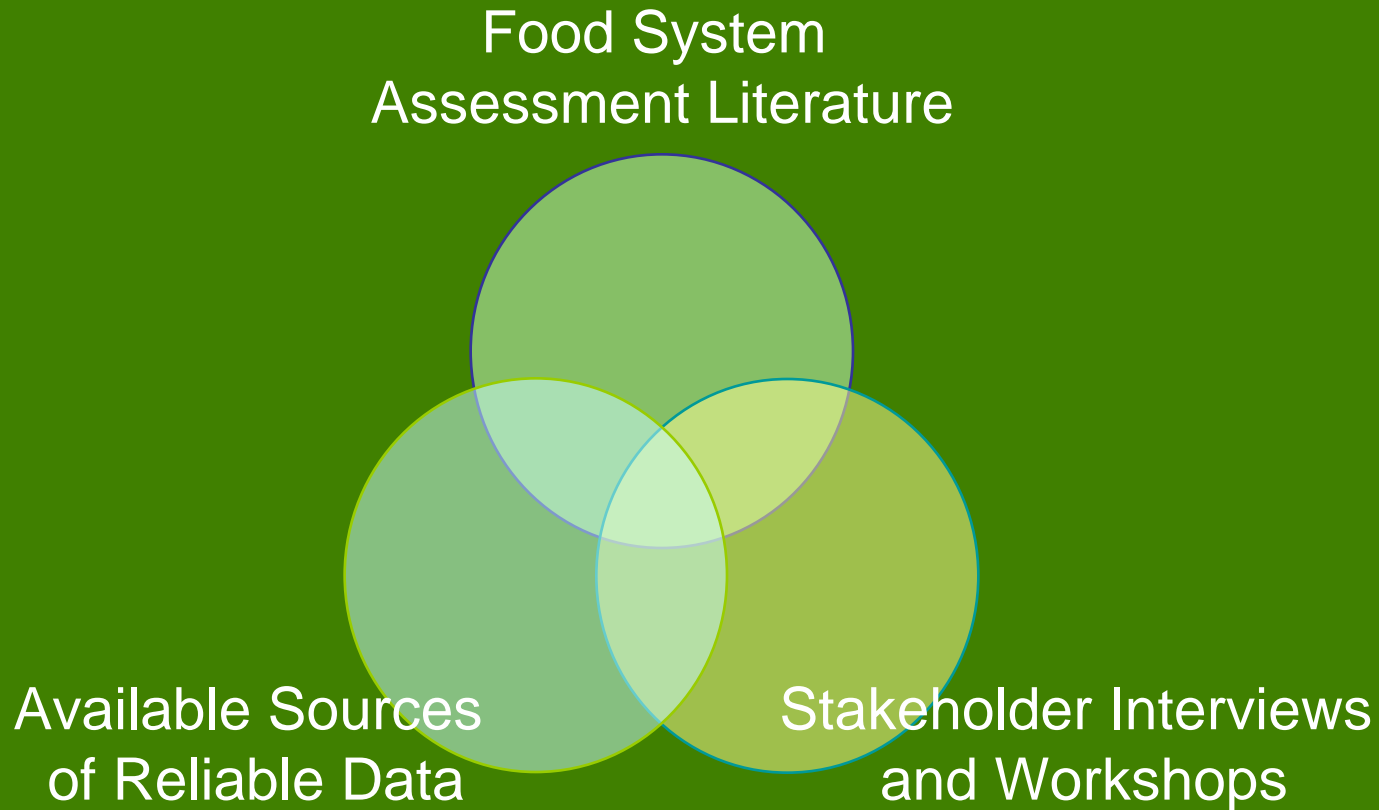 Food System
Assessment Literature
Available Sources
of Reliable Data
Stakeholder Interviews
and Workshops